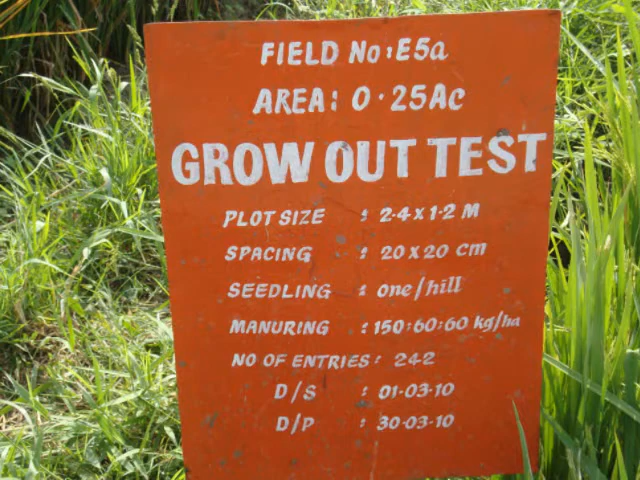 FIELD No: E5a
AREA: 0.25Ac
GROW OUT TEST
PLOT SIZE : 2.4 x 1.2 M
SPACING : 20 x 20 cm
SEEDLING : one/hill
MANURING : 150:60:60 kg/ha
NO OF ENTRIES: 242
D/S : 01-03-10
D/P : 30-03-10